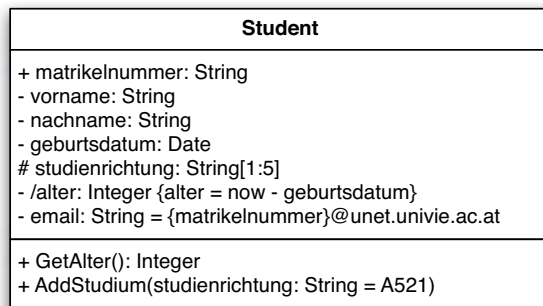 Student
+ matrikelnummer: String
- vorname: String
- nachname: String
- geburtsdatum: Date
# studienrichtung: String[1:5]
- /alter: Integer {alter = now - geburtsdatum}
- email: String = {matrikelnummer}@unet.univie.ac.at
+ GetAlter(): Integer
+ AddStudium(studienrichtung: String = A521)